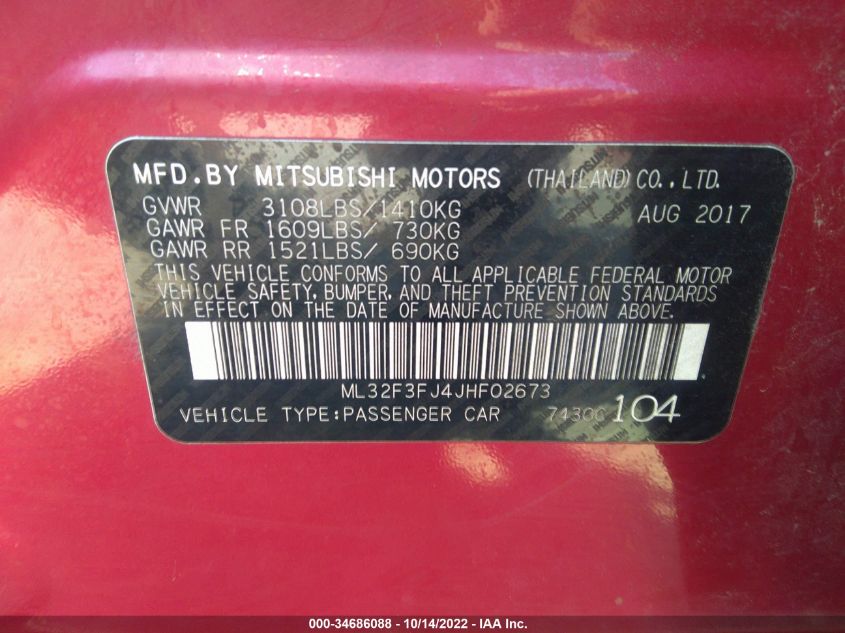 MFD.BY MITSUBISHI MOTORS (THAILAND)CO.,LTD.
GVWR 3108LBS/1410KG AUG 2017
GAWR FR 1609LBS/ 730KG
GAWR RR 1521LBS/ 690KG
THIS VEHICLE CONFORMS TO ALL APPLICABLE FEDERAL MOTOR
VEHICLE SAFETY, BUMPER, AND THEFT PREVENTION STANDARDS
IN EFFECT ON THE DATE OF MANUFACTURE SHOWN ABOVE.
ML32F3FJ4JHF02673
VEHICLE TYPE:PASSENGER CAR 104
000-34686088 - 10/14/2022 - IAA Inc.